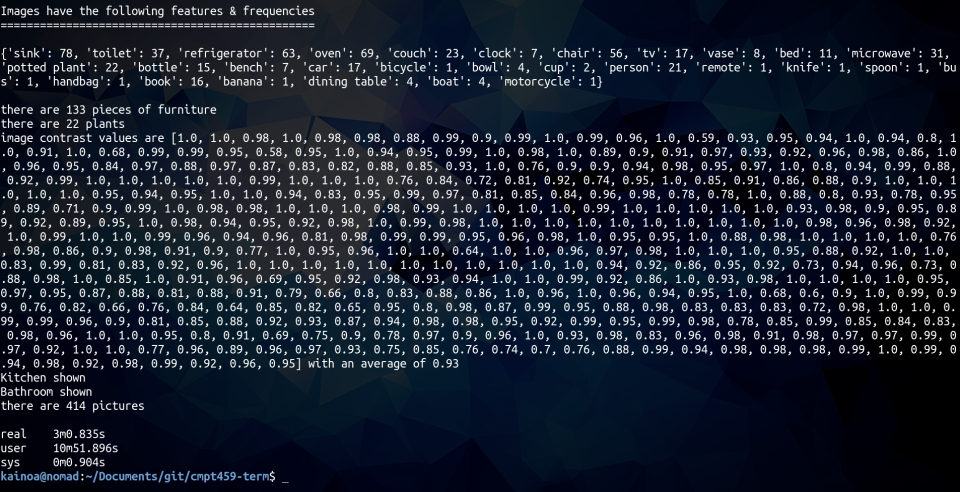 Images have the following features & frequencies
================================================
{'sink': 78, 'toilet': 37, 'refrigerator': 63, 'oven': 69, 'couch': 23, 'clock': 7, 'chair': 56, 'tv': 17, 'vase': 8, 'bed': 11, 'microwave': 31,
'potted plant': 22, 'bottle': 15, 'bench': 7, 'car': 17, 'bicycle': 1, 'bowl': 4, 'cup': 2, 'person': 21, 'remote': 1, 'knife': 1, 'spoon': 1, 'bu
s': 1, 'handbag': 1, 'book': 16, 'banana': 1, 'dining table': 4, 'boat': 4, 'motorcycle': 1}
there are 133 pieces of furniture
there are 22 plants
image contrast values are [1.0, 1.0, 0.98, 1.0, 0.98, 0.98, 0.88, 0.99, 0.9, 0.99, 1.0, 0.99, 0.96, 1.0, 0.59, 0.93, 0.95, 0.94, 1.0, 0.94, 0.8, 1
.0, 0.91, 1.0, 0.68, 0.99, 0.99, 0.95, 0.58, 0.95, 1.0, 0.94, 0.95, 0.99, 1.0, 0.98, 1.0, 0.89, 0.9, 0.91, 0.97, 0.93, 0.92, 0.96, 0.98, 0.86, 1.0
, 0.96, 0.95, 0.84, 0.97, 0.88, 0.97, 0.87, 0.83, 0.82, 0.88, 0.85, 0.93, 1.0, 0.76, 0.9, 0.9, 0.94, 0.98, 0.95, 0.97, 1.0, 0.8, 0.94, 0.99, 0.88
, 0.92, 0.99, 1.0, 1.0, 1.0, 1.0, 1.0, 0.99, 1.0, 1.0, 1.0, 0.76, 0.84, 0.72, 0.81, 0.92, 0.74, 0.95, 1.0, 0.85, 0.91, 0.86, 0.88, 0.9, 1.0, 1.0, 1
.0, 1.0, 1.0, 0.95, 0.94, 0.95, 1.0, 1.0, 0.94, 0.83, 0.95, 0.99, 0.97, 0.81, 0.85, 0.84, 0.96, 0.98, 0.78, 0.78, 1.0, 0.88, 0.8, 0.93, 0.78, 0.95
, 0.89, 0.71, 0.9, 0.99, 1.0, 0.98, 0.98, 1.0, 1.0, 1.0, 0.98, 0.99, 1.0, 1.0, 1.0, 1.0, 0.99, 1.0, 1.0, 1.0, 1.0, 1.0, 0.93, 0.98, 0.9, 0.95, 0.8
9, 0.92, 0.89, 0.95, 1.0, 0.98, 0.94, 0.95, 0.92, 0.98, 1.0, 0.99, 0.98, 1.0, 1.0, 1.0, 1.0, 1.0, 1.0, 1.0, 1.0, 1.0, 0.98, 0.96, 0.98, 0.92,
1.0, 0.99, 1.0, 1.0, 0.99, 0.96, 0.94, 0.96, 0.81, 0.98, 0.99, 0.99, 0.95, 0.96, 0.98, 1.0, 0.95, 0.95, 1.0, 0.88, 0.98, 1.0, 1.0, 1.0, 1.0, 0.76
, 0.98, 0.86, 0.9, 0.98, 0.91, 0.9, 0.77, 1.0, 0.95, 0.96, 1.0, 1.0, 0.64, 1.0, 1.0, 0.96, 0.97, 0.98, 1.0, 1.0, 1.0, 0.95, 0.88, 0.92, 1.0, 1.0,
0.83, 0.99, 0.81, 0.83, 0.92, 0.96, 1.0, 1.0, 1.0, 1.0, 1.0, 1.0, 1.0, 1.0, 1.0, 1.0, 1.0, 0.94, 0.92, 0.86, 0.95, 0.92, 0.73, 0.94, 0.96, 0.73, 0
.88, 0.98, 1.0, 0.85, 1.0, 0.91, 0.96, 0.69, 0.95, 0.92, 0.98, 0.93, 0.94, 1.0, 1.0, 0.99, 0.92, 0.86, 1.0, 0.93, 0.98, 1.0, 1.0, 1.0, 1.0, 0.95,
0.97, 0.95, 0.87, 0.88, 0.81, 0.88, 0.91, 0.79, 0.66, 0.8, 0.83, 0.88, 0.86, 1.0, 0.96, 1.0, 0.96, 0.94, 0.95, 1.0, 0.68, 0.6, 0.9, 1.0, 0.99, 0.9
9, 0.76, 0.82, 0.66, 0.76, 0.84, 0.64, 0.85, 0.82, 0.65, 0.95, 0.8, 0.98, 0.87, 0.99, 0.95, 0.88, 0.98, 0.83, 0.83, 0.83, 0.72, 0.98, 1.0, 1.0, 0.
99, 0.99, 0.96, 0.9, 0.81, 0.85, 0.88, 0.92, 0.93, 0.87, 0.94, 0.98, 0.98, 0.95, 0.92, 0.99, 0.95, 0.99, 0.98, 0.78, 0.85, 0.99, 0.85, 0.84, 0.83,
0.98, 0.96, 1.0, 1.0, 0.95, 0.8, 0.91, 0.69, 0.75, 0.9, 0.78, 0.97, 0.9, 0.96, 1.0, 0.93, 0.98, 0.83, 0.96, 0.98, 0.98, 0.91, 0.98, 0.97, 0.97, 0.99, 0
.97, 0.92, 1.0, 1.0, 0.77, 0.96, 0.89, 0.96, 0.97, 0.93, 0.75, 0.85, 0.76, 0.74, 0.7, 0.76, 0.88, 0.99, 0.94, 0.98, 0.98, 0.98, 0.99, 1.0, 0.99, 0
.94, 0.98, 0.92, 0.98, 0.99, 0.92, 0.96, 0.95] with an average of 0.93
Kitchen shown
Bathroom shown
there are 414 pictures
real 3m0.835s
user 10m51.896s
sys 0m0.904s
kainoa@nomad:~/Documents/git/cmpt459-term$ _